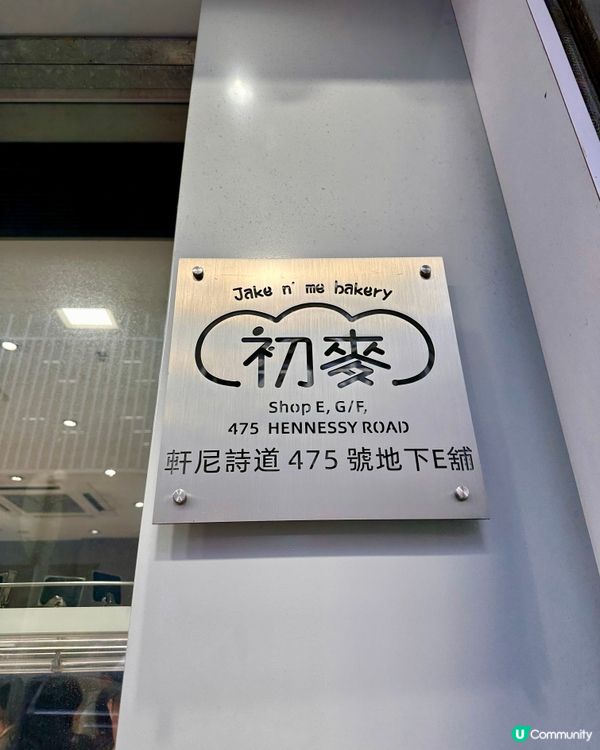 Jake n' me bakery
初麥
Shop E, G/F,
475 HENNESSY ROAD
軒尼詩道 475 號地下E舖
U Community